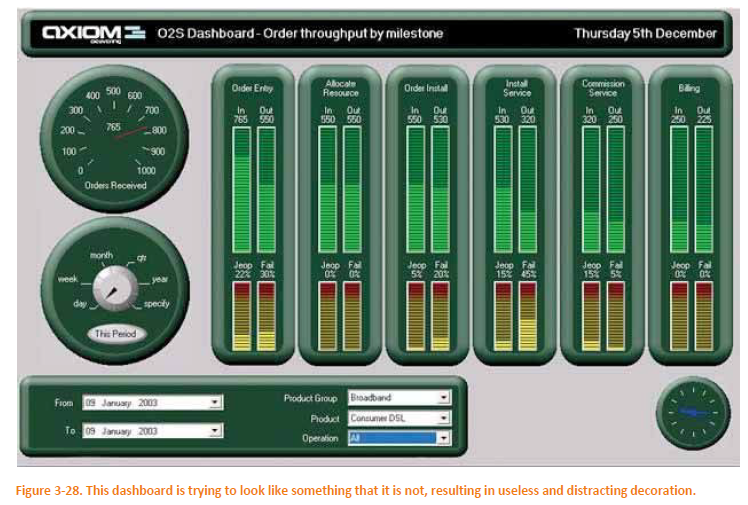 AXIOM
O2S Dashboard - Order throughput by milestone
Thursday 5th December
400 500 600
300 700
200 765 800
100 900
0 1000
Orders Received
month qtr
week year
day specify
This Period
Order Entry
In Out
765 550
Jeop Fail
22% 30%
Allocate
Resource
In Out
550 550
Jeop Fail
0% 0%
Order Install
In Out
550 530
Jeop Fail
5% 20%
Install
Service
In Out
530 320
Jeop Fail
15% 45%
Commission
Service
In Out
320 250
Jeop Fail
15% 5%
Billing
In Out
250 225
Jeop Fail
0% 0%
From 09 January 2003
To 09 January 2003
Product Group Broadband
Product Consumer DSL
Operation All
Figure 3-28. This dashboard is trying to look like something that it is not, resulting in useless and distracting decoration.